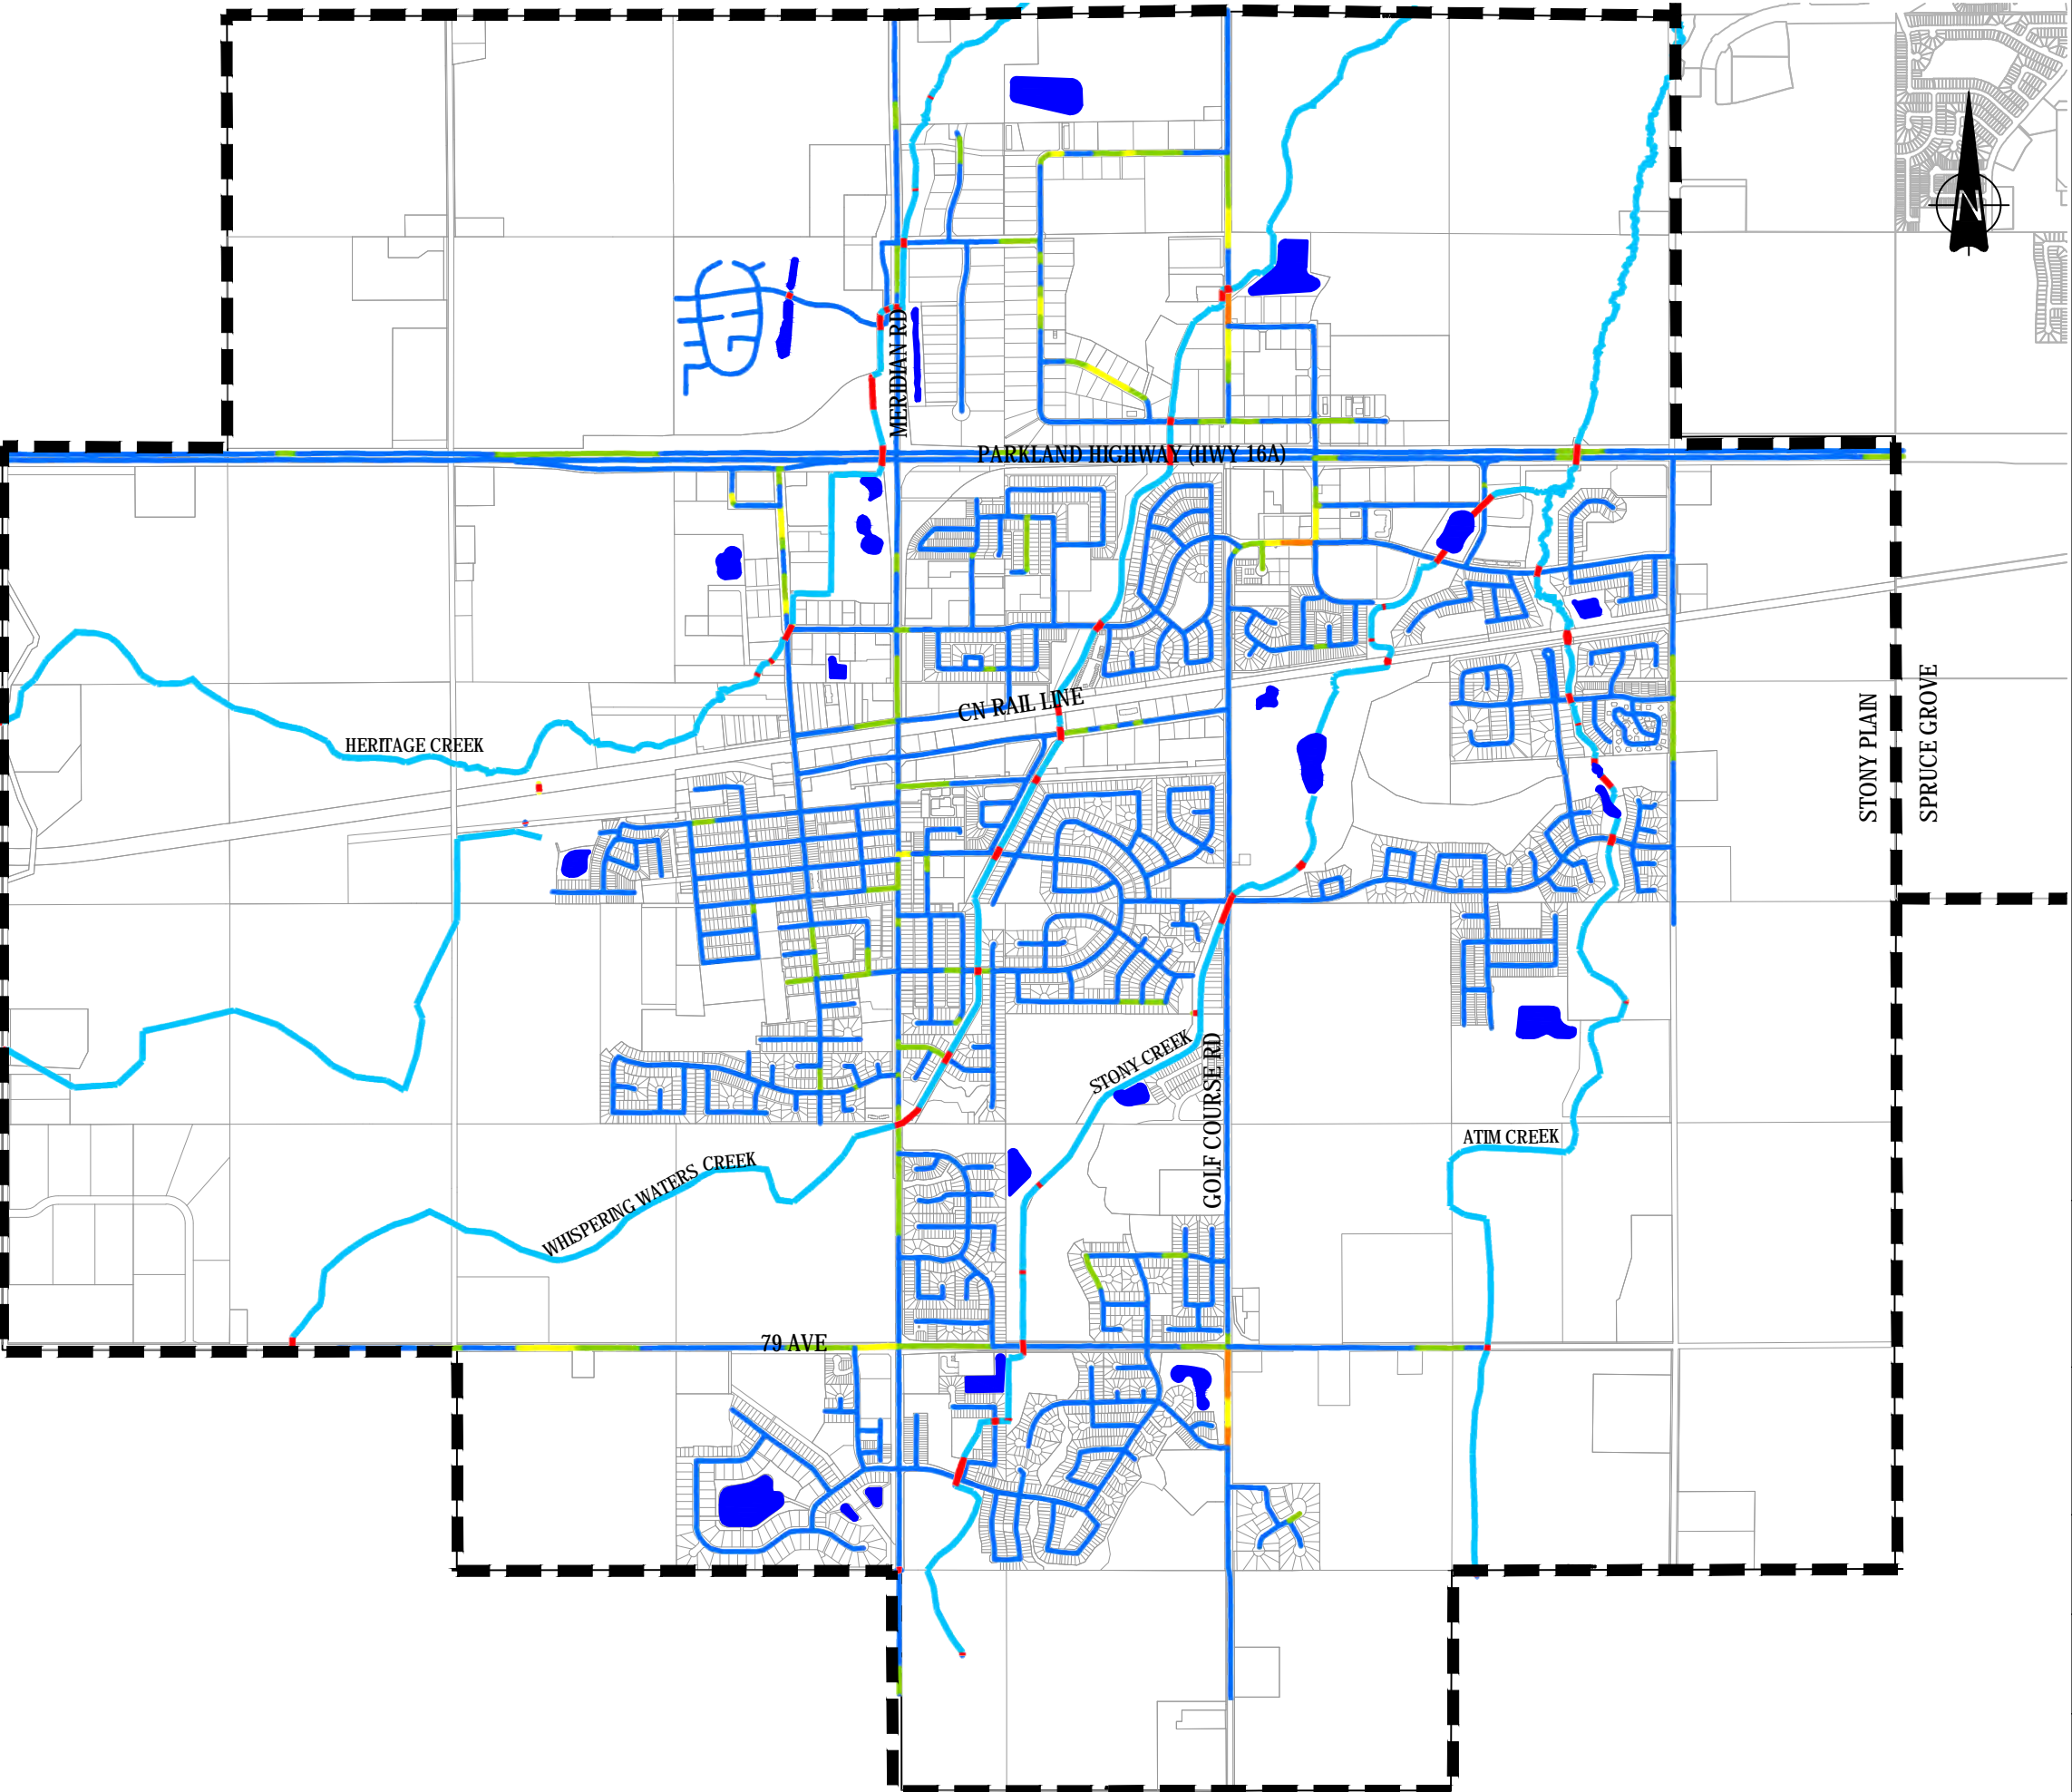 N
MERIDIAN RD
PARKLAND HIGHWAY (HWY 16A)
CN RAIL LINE
HERITAGE CREEK
STONY PLAIN
SPRUCE GROVE
STONY CREEK
GOLF COURSE RD
ATIM CREEK
WHISPERING WATERS CREEK
79 AVE